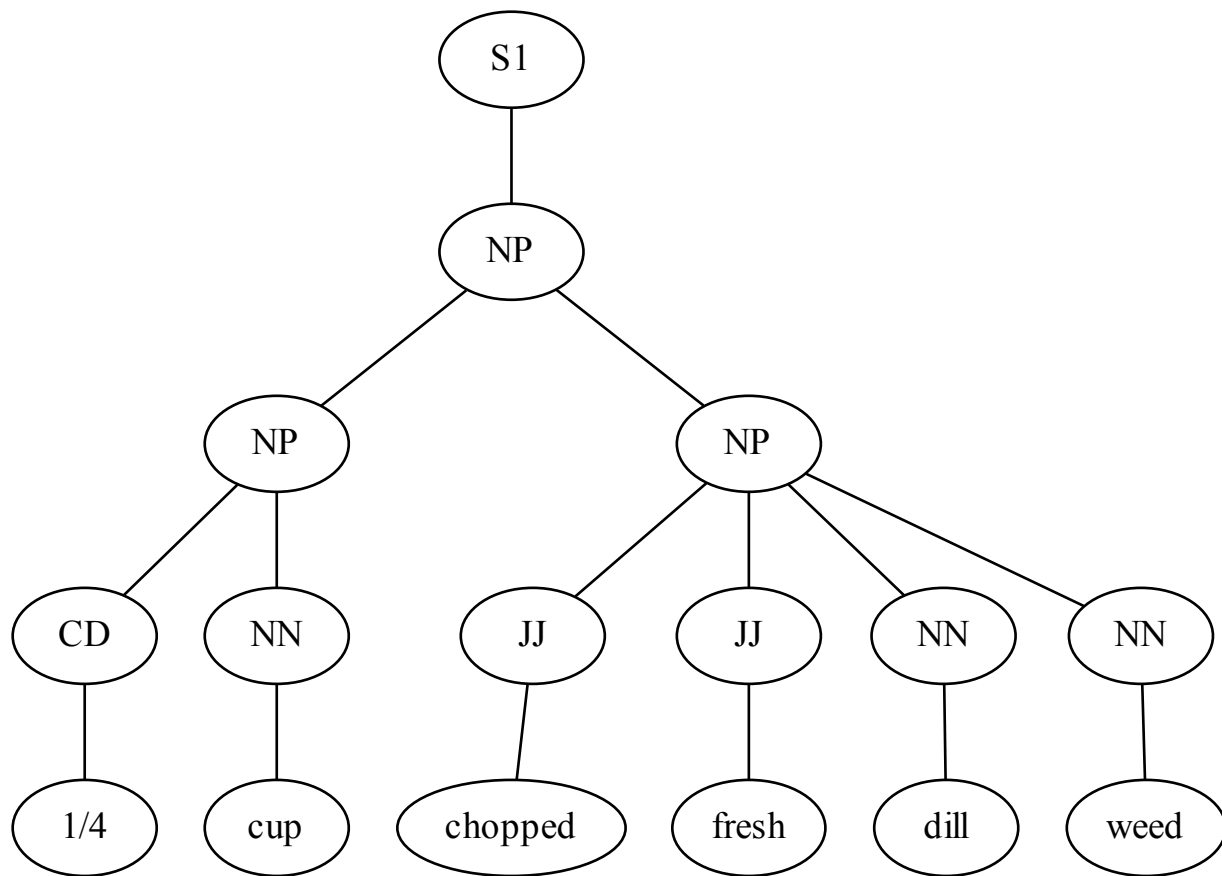 S1
NP
NP NP
CD NN JJ JJ NN NN
1/4 cup chopped fresh dill weed